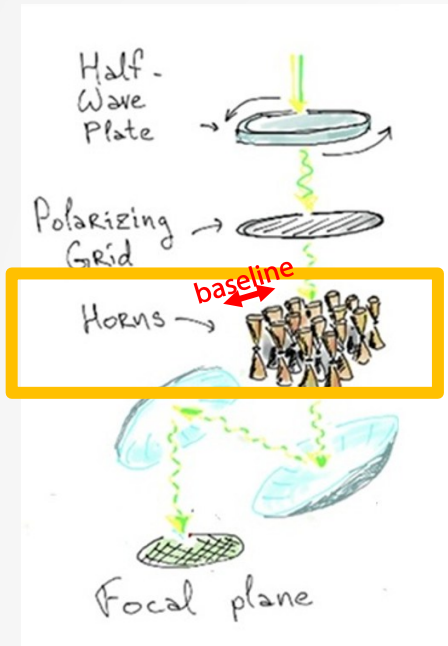 Half-
Wave
Plate
Polarizing
Grid
baseline
Horns
Focal plane